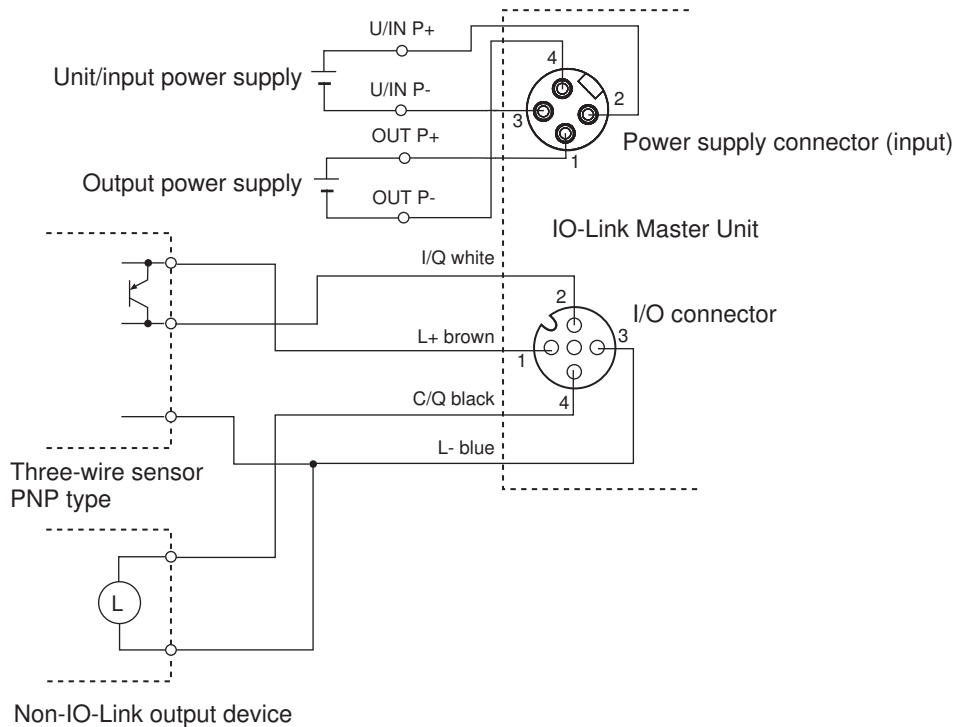 U/IN P+
4
Unit/input power supply
U/IN P-
3
2
OUT P+
1
Power supply connector (input)
Output power supply
OUT P-
IO-Link Master Unit
I/Q white
2
I/O connector
L+ brown
1
3
C/Q black
4
L- blue
Three-wire sensor
PNP type
L
Non-IO-Link output device